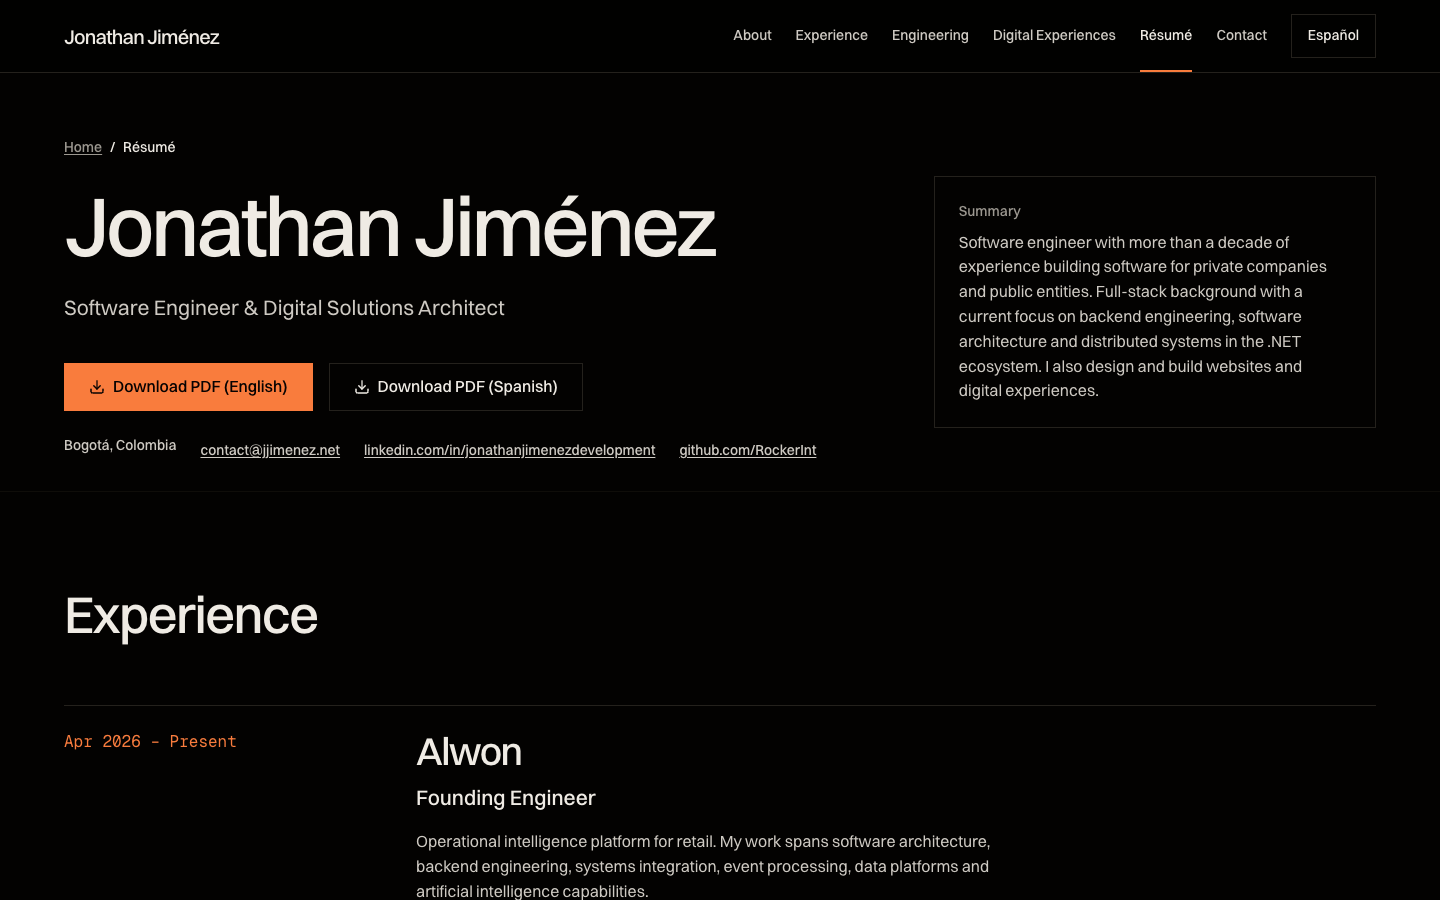 Jonathan Jiménez
About
Experience
Engineering
Digital Experiences
Résumé
Contact
Español
Home / Résumé
Jonathan Jiménez
Software Engineer & Digital Solutions Architect
Download PDF (English)
Download PDF (Spanish)
Bogotá, Colombia
contact@jjimenez.net
linkedin.com/in/jonathanjimenezdevelopment
github.com/RockerInt
Summary
Software engineer with more than a decade of
experience building software for private companies
and public entities. Full-stack background with a
current focus on backend engineering, software
architecture and distributed systems in the .NET
ecosystem. I also design and build websites and
digital experiences.
Experience
Apr 2026 – Present
Alwon
Founding Engineer
Operational intelligence platform for retail. My work spans software architecture,
backend engineering, systems integration, event processing, data platforms and
artificial intelligence capabilities.